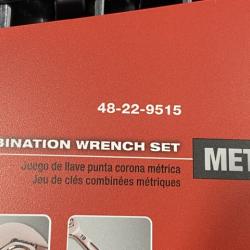 48-22-9515
BINATION WRENCH SET
MET
Juego de llave punta corona métrica
Jeu de clés combinées métriques